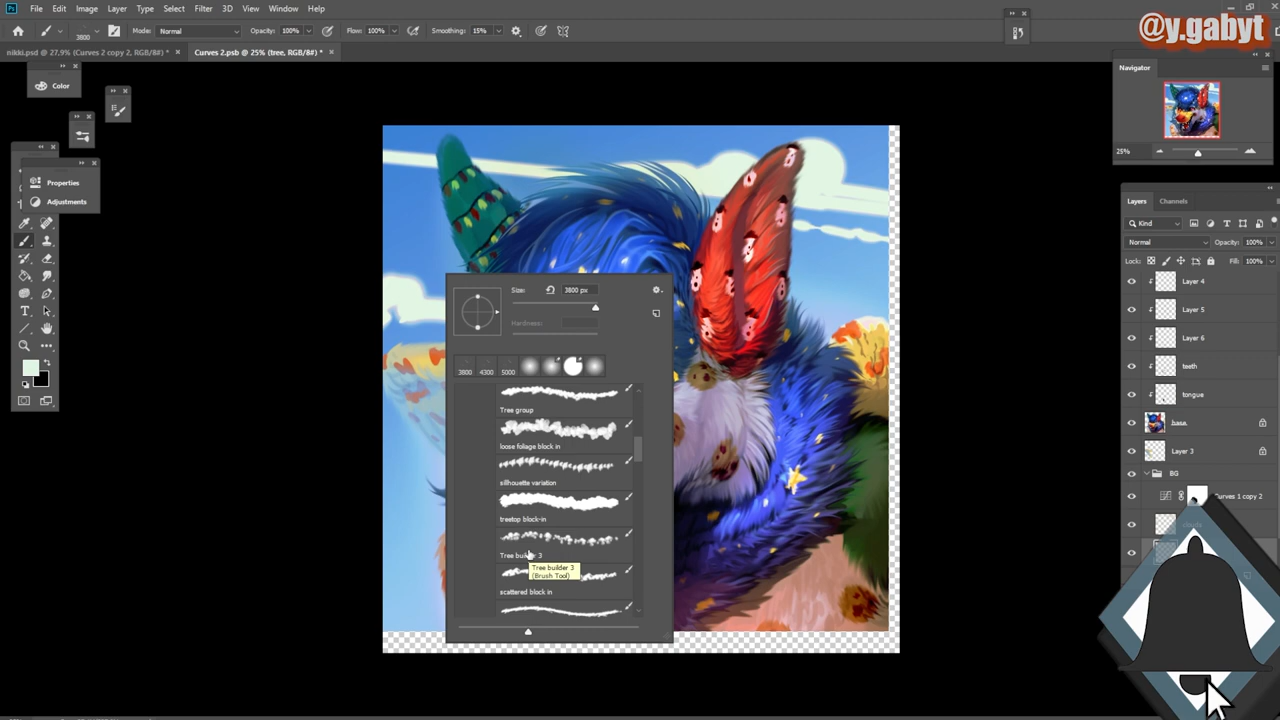 Ps File Edit Image Layer Type Select Filter 3D View Window Help
@y.gabyt
3800 Mode: Normal Opacity: 100% Flow: 100% Smoothing: 15%
nikki.psd @ 27,9% (Curves 2 copy 2, RGB/8#) * × Curves 2.psb @ 25% (tree, RGB/8#) * ×
Color
Navigator
25%
Properties
Adjustments
Layers Channels
Kind
Normal Opacity: 100%
Lock: Fill: 100%
Layer 4
Layer 5
Layer 6
teeth
tongue
base
Layer 3
BG
Curves 1 copy 2
clouds
Size: 3800 px
Hardness:
3800 4300 5000
Tree group
loose foliage block in
silhouette variation
treetop block-in
Tree builder 3
Tree builder 3
(Brush Tool)
scattered block in